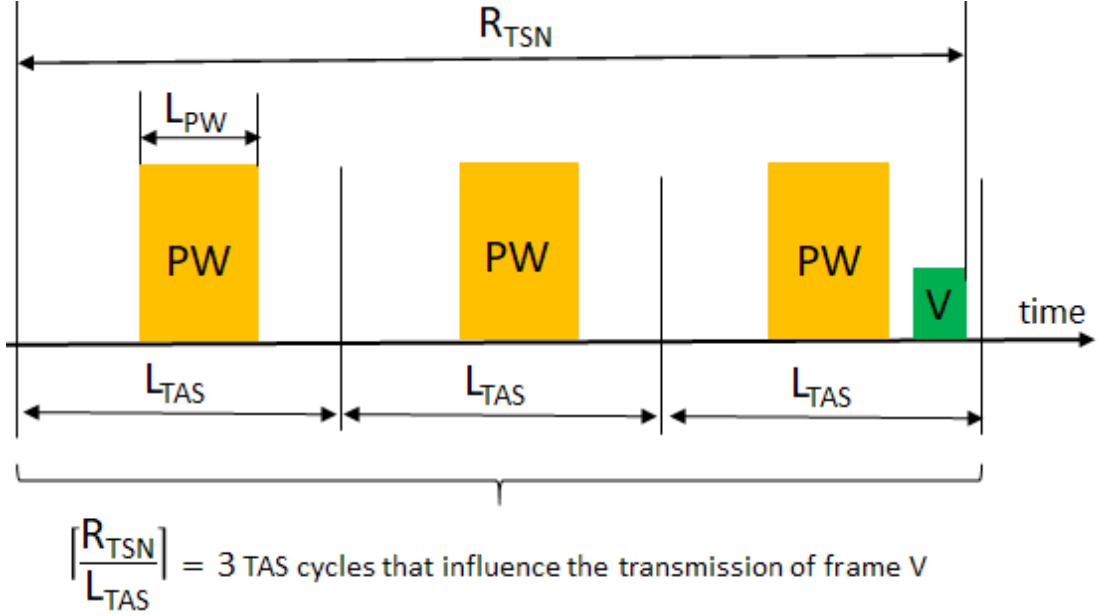 R_TSN
L_PW
PW PW PW
V
time
L_TAS L_TAS L_TAS
⌈R_TSN / L_TAS⌉ = 3 TAS cycles that influence the transmission of frame V